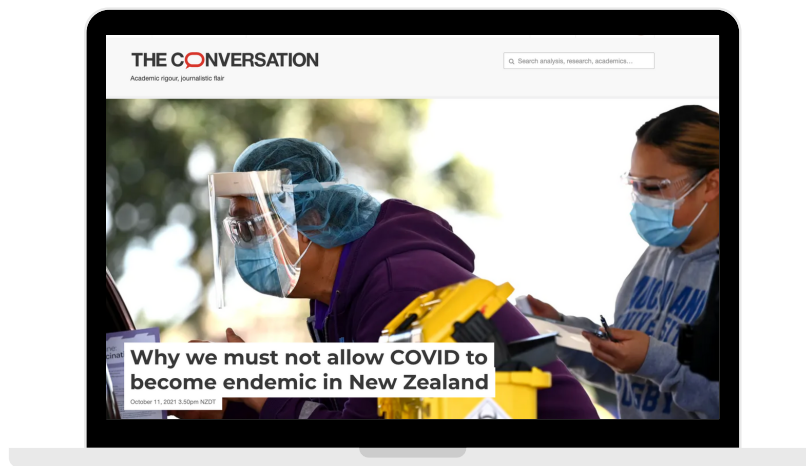 THE CONVERSATION
Academic rigour, journalistic flair
Search analysis, research, academics...
Why we must not allow COVID to
become endemic in New Zealand
October 11, 2021 3.50pm NZDT